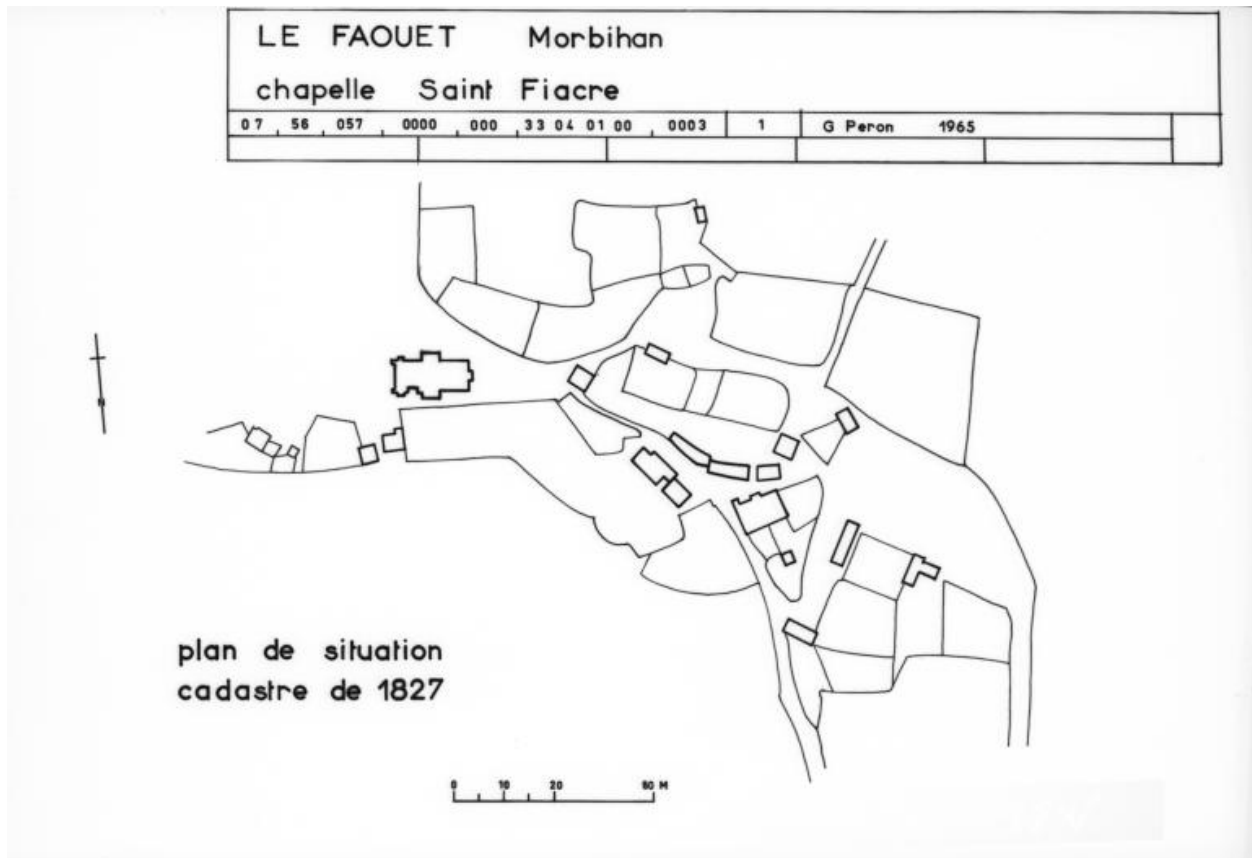 LE FAOUET Morbihan
chapelle Saint Fiacre
07 56 057 0000 000 33 04 01 00 0003 1 G Peron 1965
N
plan de situation
cadastre de 1827
0 10 20 50 M